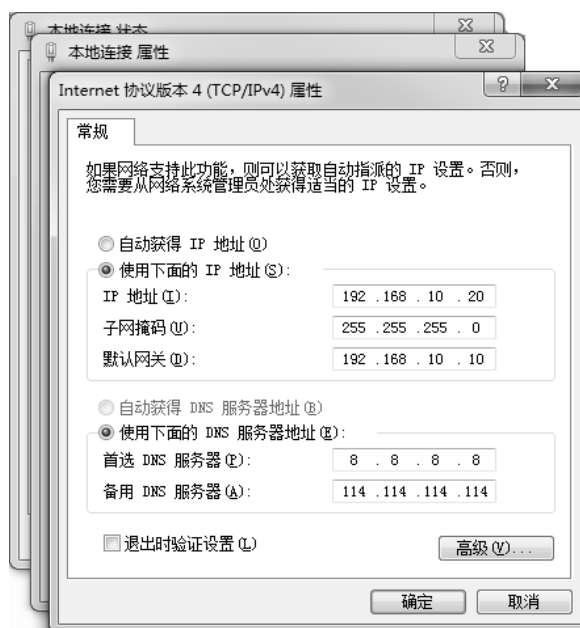 本地连接 状态
本地连接 属性
Internet 协议版本 4 (TCP/IPv4) 属性
常规
如果网络支持此功能，则可以获取自动指派的 IP 设置。否则，
您需要从网络系统管理员处获得适当的 IP 设置。
自动获得 IP 地址(O)
使用下面的 IP 地址(S):
IP 地址(I): 192 .168 . 10 . 20
子网掩码(U): 255 .255 .255 . 0
默认网关(D): 192 .168 . 10 . 10
自动获得 DNS 服务器地址(B)
使用下面的 DNS 服务器地址(E):
首选 DNS 服务器(P): 8 . 8 . 8 . 8
备用 DNS 服务器(A): 114 .114 .114 .114
退出时验证设置(L)
高级(V)...
确定
取消